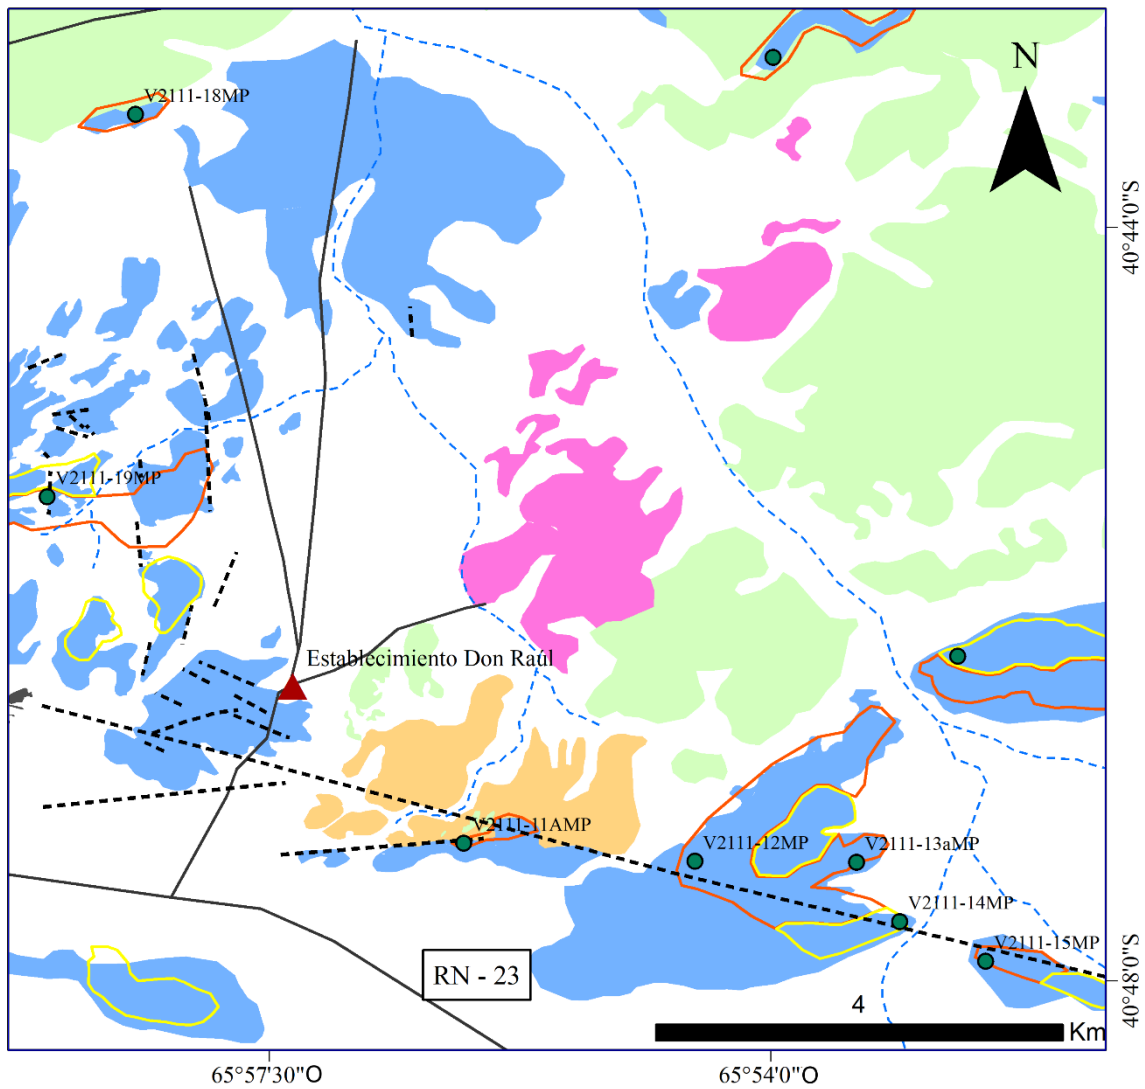 V2111-18MP
N
40°44'0"S
V2111-19MP
Establecimiento Don Raúl
V2111-11AMP
V2111-12MP
V2111-13aMP
V2111-14MP
V2111-15MP
RN - 23
4
Km
40°48'0"S
65°57'30"O
65°54'0"O